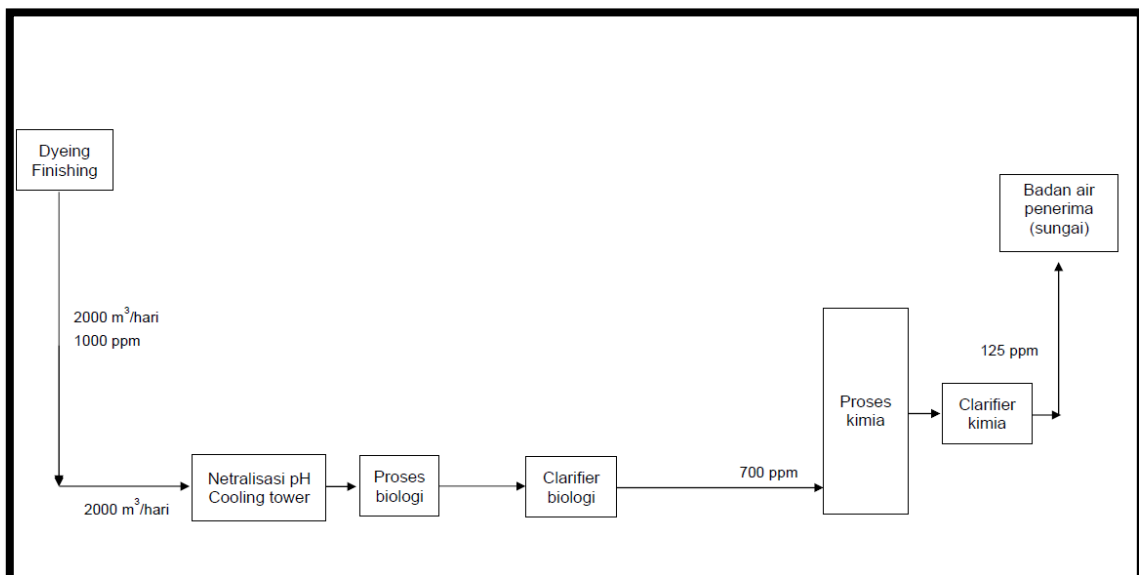 Dyeing
Finishing
2000 m³/hari
1000 ppm
2000 m³/hari
Netralisasi pH
Cooling tower
Proses
biologi
Clarifier
biologi
700 ppm
Proses
kimia
Clarifier
kimia
125 ppm
Badan air
penerima
(sungai)